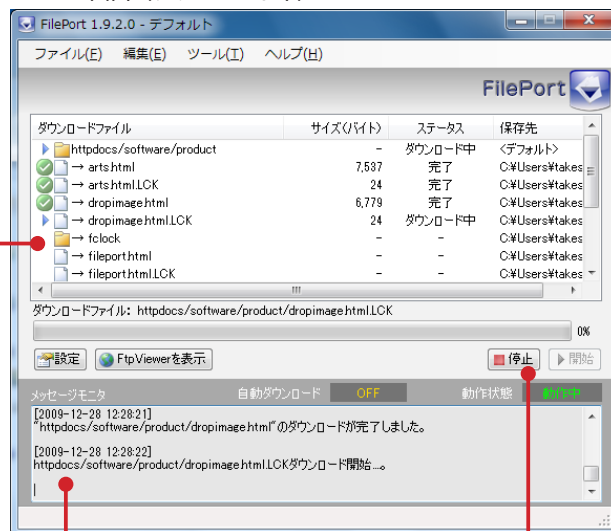 FilePort 1.9.2.0 - デフォルト
ファイル(F) 編集(E) ツール(T) ヘルプ(H)
FilePort
ダウンロードファイル サイズ(バイト) ステータス 保存先
httpdocs/software/product - ダウンロード中 <デフォルト>
→ arts.html 7,537 完了 C:¥Users¥takes
→ arts.html.LCK 24 完了 C:¥Users¥takes
→ dropimage.html 6,779 完了 C:¥Users¥takes
→ dropimage.html.LCK 24 ダウンロード中 C:¥Users¥takes
→ fclock - - C:¥Users¥takes
→ fileport.html - - C:¥Users¥takes
→ fileport.html.LCK - - C:¥Users¥takes
ダウンロードファイル: httpdocs/software/product/dropimage.html.LCK
0%
設定 FtpViewerを表示 停止 開始
メッセージモニタ 自動ダウンロード OFF 動作状態 動作中
[2009-12-28 12:28:21]
"httpdocs/software/product/dropimage.html"のダウンロードが完了しました。
[2009-12-28 12:28:22]
httpdocs/software/product/dropimage.html.LCKダウンロード開始...。